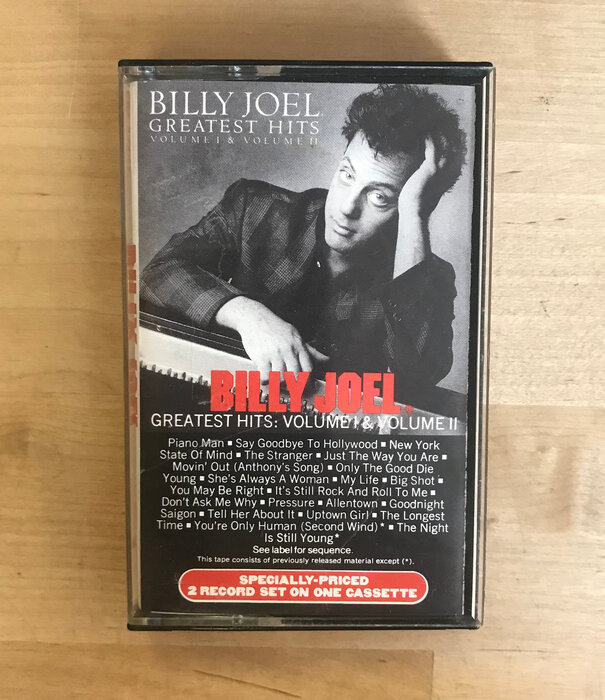 BILLY JOEL
GREATEST HITS
VOLUME I & VOLUME II
BILLY JOEL
BILLY JOEL®
GREATEST HITS: VOLUME I & VOLUME II
Piano Man ▪ Say Goodbye To Hollywood ▪ New York
State Of Mind ▪ The Stranger ▪ Just The Way You Are ▪
Movin' Out (Anthony's Song) ▪ Only The Good Die
Young ▪ She's Always A Woman ▪ My Life ▪ Big Shot ▪
You May Be Right ▪ It's Still Rock And Roll To Me ▪
Don't Ask Me Why ▪ Pressure ▪ Allentown ▪ Goodnight
Saigon ▪ Tell Her About It ▪ Uptown Girl ▪ The Longest
Time ▪ You're Only Human (Second Wind)* ▪ The Night
Is Still Young*
See label for sequence.
This tape consists of previously released material except (*).
SPECIALLY-PRICED
2 RECORD SET ON ONE CASSETTE